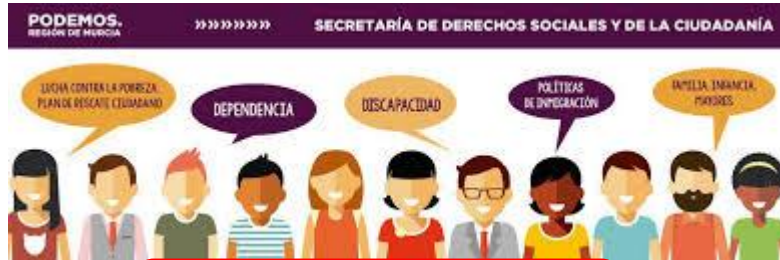 PODEMOS.
REGIÓN DE MURCIA
»»»»»»»
SECRETARÍA DE DERECHOS SOCIALES Y DE LA CIUDADANÍA
LUCHA CONTRA LA POBREZA.
PLAN DE RESCATE CIUDADANO
DEPENDENCIA
DISCAPACIDAD
POLÍTICAS
DE INMIGRACIÓN
FAMILIA, INFANCIA,
MAYORES